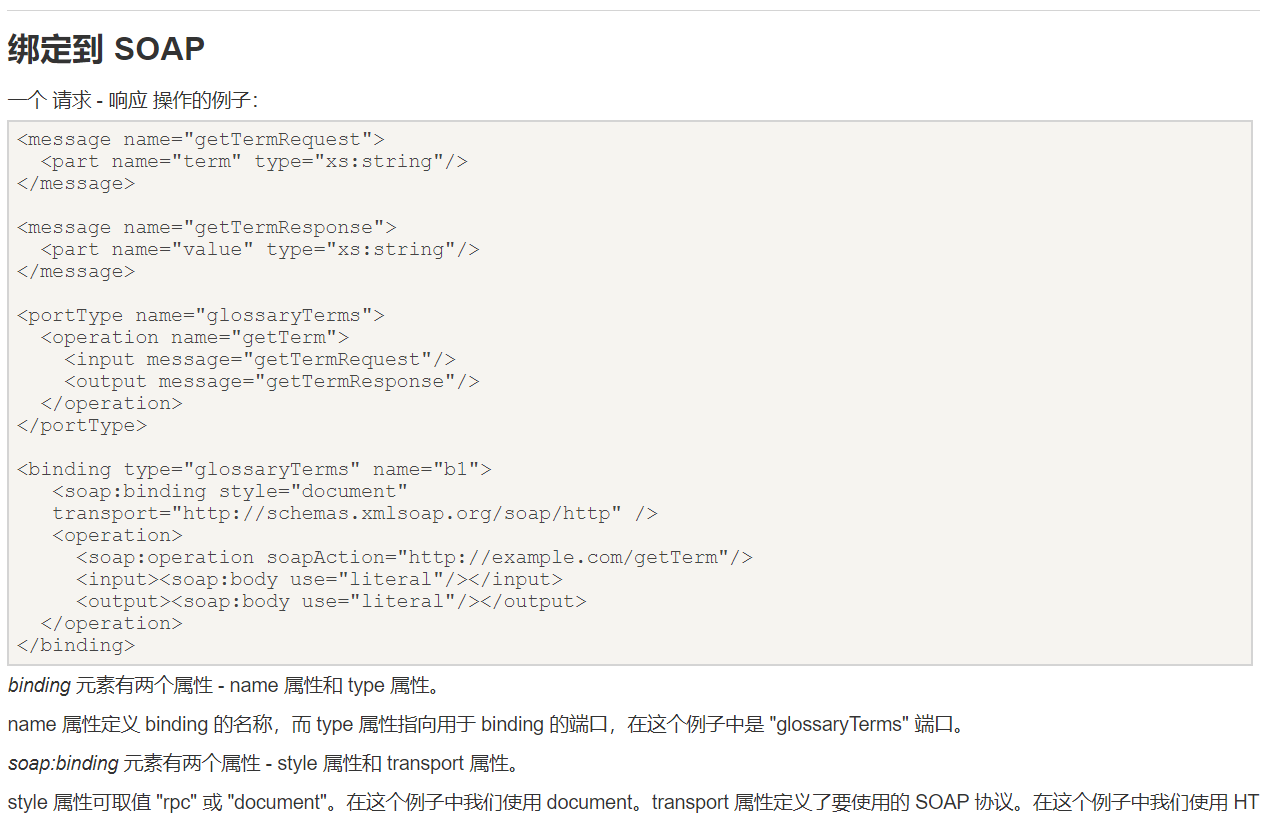 绑定到 SOAP
一个 请求 - 响应 操作的例子：
<message name="getTermRequest">
  <part name="term" type="xs:string"/>
</message>

<message name="getTermResponse">
  <part name="value" type="xs:string"/>
</message>

<portType name="glossaryTerms">
  <operation name="getTerm">
    <input message="getTermRequest"/>
    <output message="getTermResponse"/>
  </operation>
</portType>

<binding type="glossaryTerms" name="b1">
   <soap:binding style="document"
   transport="http://schemas.xmlsoap.org/soap/http" />
   <operation>
     <soap:operation soapAction="http://example.com/getTerm"/>
     <input><soap:body use="literal"/></input>
     <output><soap:body use="literal"/></output>
  </operation>
</binding>
binding 元素有两个属性 - name 属性和 type 属性。
name 属性定义 binding 的名称，而 type 属性指向用于 binding 的端口，在这个例子中是 "glossaryTerms" 端口。
soap:binding 元素有两个属性 - style 属性和 transport 属性。
style 属性可取值 "rpc" 或 "document"。在这个例子中我们使用 document。transport 属性定义了要使用的 SOAP 协议。在这个例子中我们使用 HT